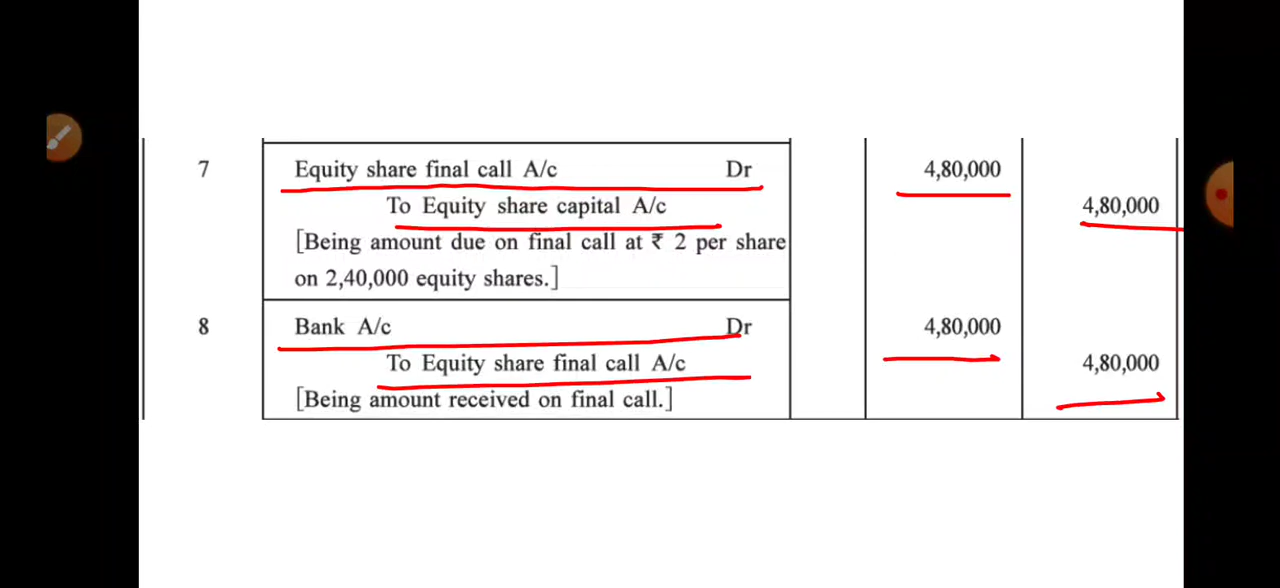 7 Equity share final call A/c Dr 4,80,000
To Equity share capital A/c 4,80,000
[Being amount due on final call at ₹ 2 per share
on 2,40,000 equity shares.]
8 Bank A/c Dr 4,80,000
To Equity share final call A/c 4,80,000
[Being amount received on final call.]